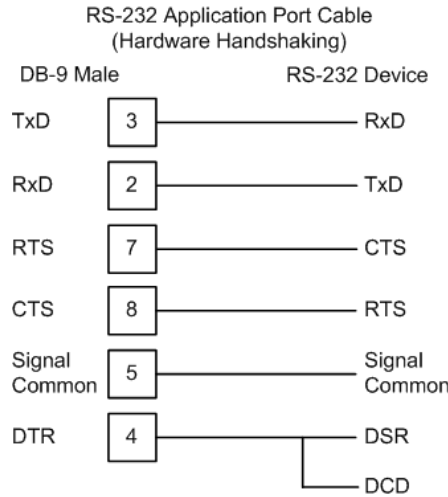 RS-232 Application Port Cable
(Hardware Handshaking)
DB-9 Male RS-232 Device
TxD 3 RxD
RxD 2 TxD
RTS 7 CTS
CTS 8 RTS
Signal
Common 5 Signal
Common
DTR 4 DSR
DCD